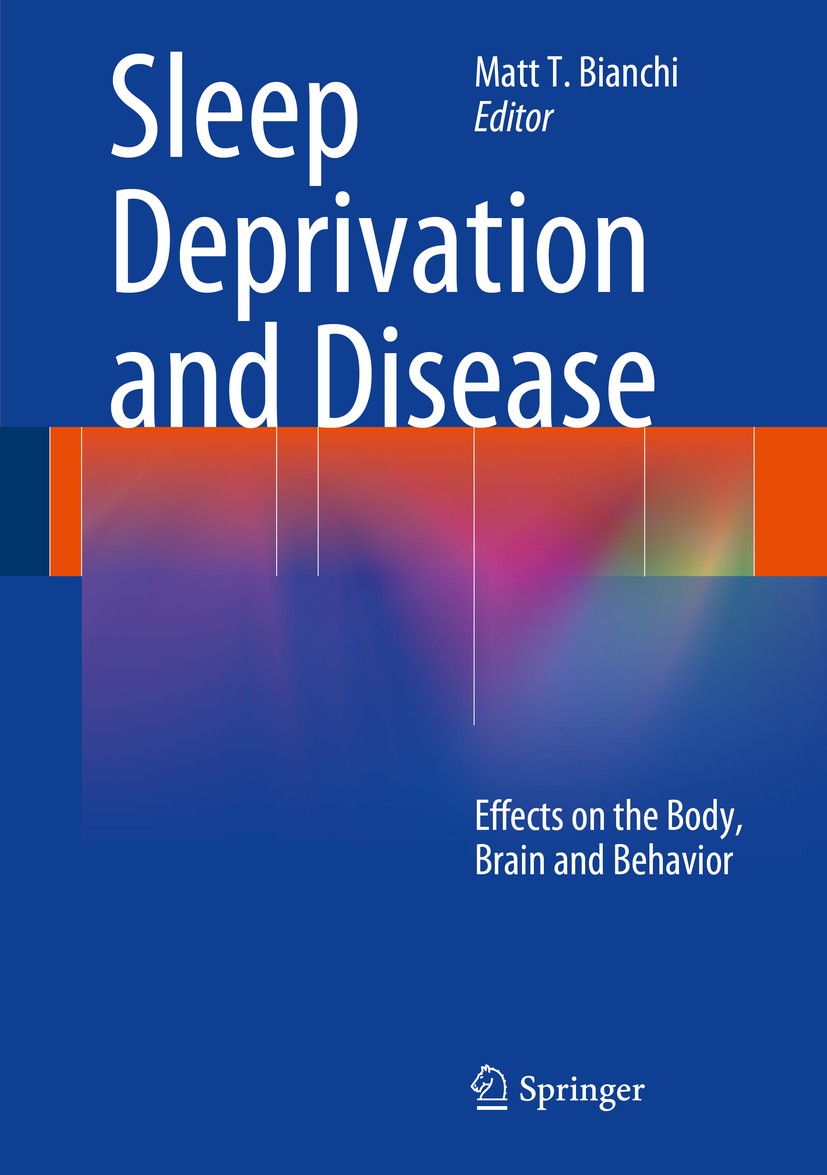 Sleep
Deprivation
and Disease
Matt T. Bianchi
Editor
Effects on the Body,
Brain and Behavior
Springer